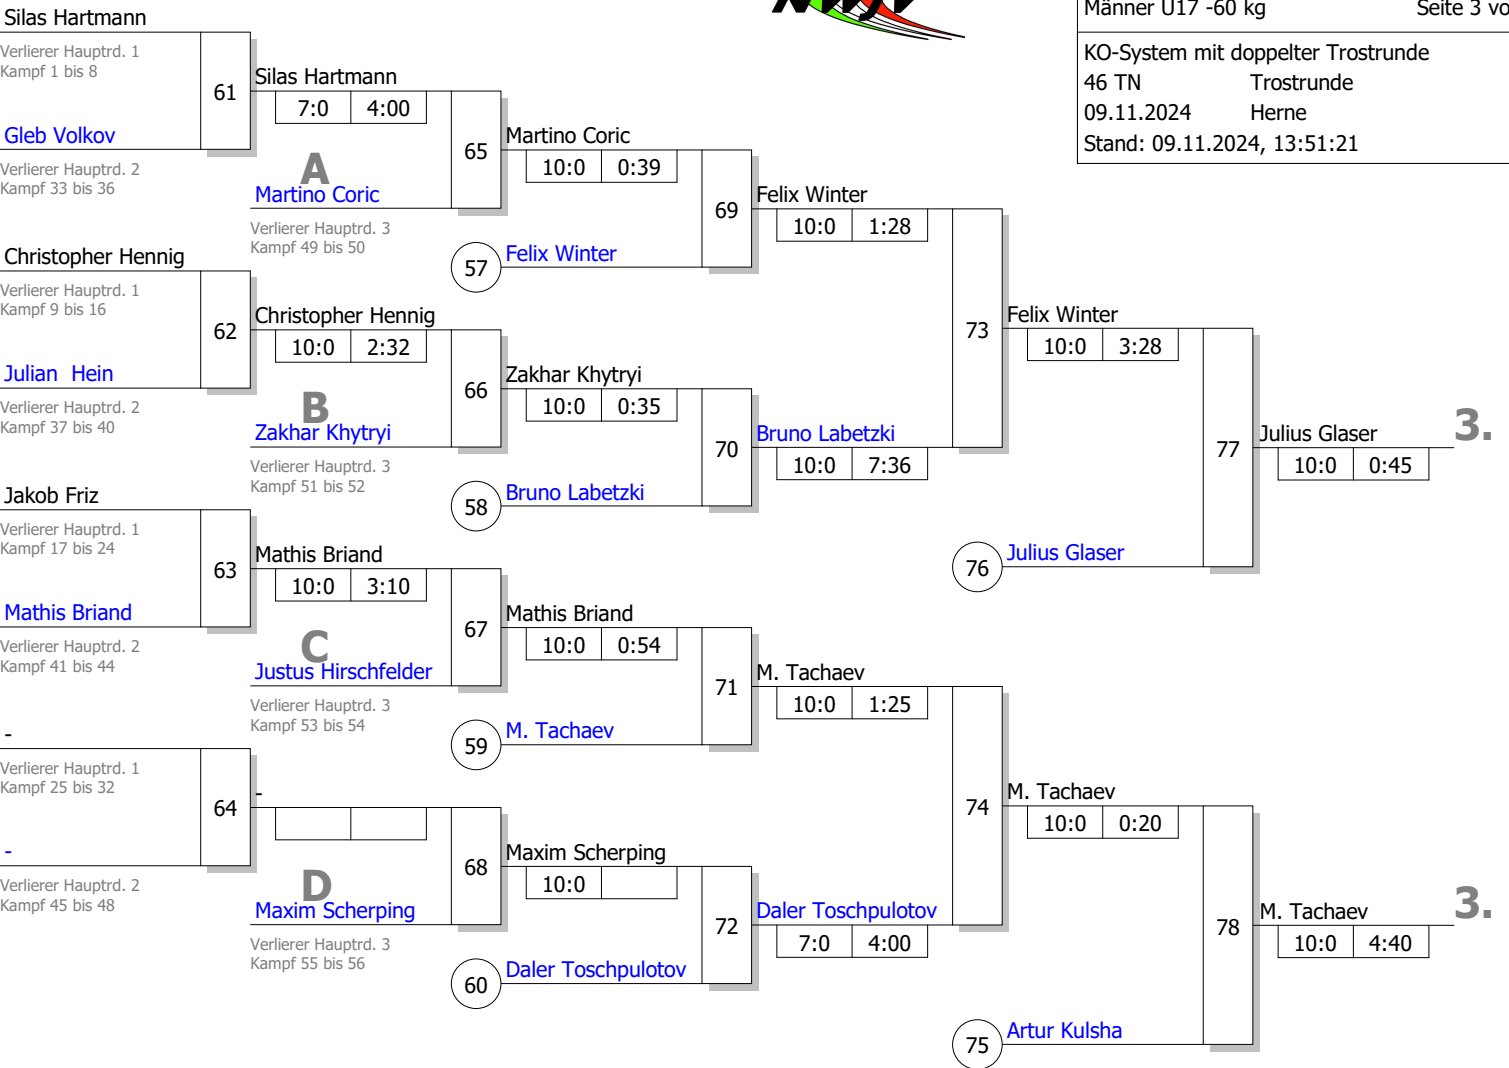 Männer U17 -60 kg Seite 3
KO-System mit doppelter Trostrunde
46 TN Trostrunde
09.11.2024 Herne
Stand: 09.11.2024, 13:51:21
Silas Hartmann
Verlierer Hauptrd. 1
Kampf 1 bis 8
61
Gleb Volkov
Verlierer Hauptrd. 2
Kampf 33 bis 36
Christopher Hennig
Verlierer Hauptrd. 1
Kampf 9 bis 16
62
Julian Hein
Verlierer Hauptrd. 2
Kampf 37 bis 40
Jakob Friz
Verlierer Hauptrd. 1
Kampf 17 bis 24
63
Mathis Briand
Verlierer Hauptrd. 2
Kampf 41 bis 44
-
Verlierer Hauptrd. 1
Kampf 25 bis 32
64
-
Verlierer Hauptrd. 2
Kampf 45 bis 48
Silas Hartmann
7:0 4:00
65
A
Martino Coric
Verlierer Hauptrd. 3
Kampf 49 bis 50
Christopher Hennig
10:0 2:32
66
B
Zakhar Khytryi
Verlierer Hauptrd. 3
Kampf 51 bis 52
Mathis Briand
10:0 3:10
67
C
Justus Hirschfelder
Verlierer Hauptrd. 3
Kampf 53 bis 54
-
68
D
Maxim Scherping
Verlierer Hauptrd. 3
Kampf 55 bis 56
Martino Coric
10:0 0:39
69
57 Felix Winter
Zakhar Khytryi
10:0 0:35
70
58 Bruno Labetzki
Mathis Briand
10:0 0:54
71
59 M. Tachaev
Maxim Scherping
10:0
72
60 Daler Toschpulotov
Felix Winter
10:0 1:28
73
Bruno Labetzki
10:0 7:36
M. Tachaev
10:0 1:25
74
Daler Toschpulotov
7:0 4:00
Felix Winter
10:0 3:28
77
76 Julius Glaser
M. Tachaev
10:0 0:20
78
75 Artur Kulsha
Julius Glaser 3.
10:0 0:45
M. Tachaev 3.
10:0 4:40